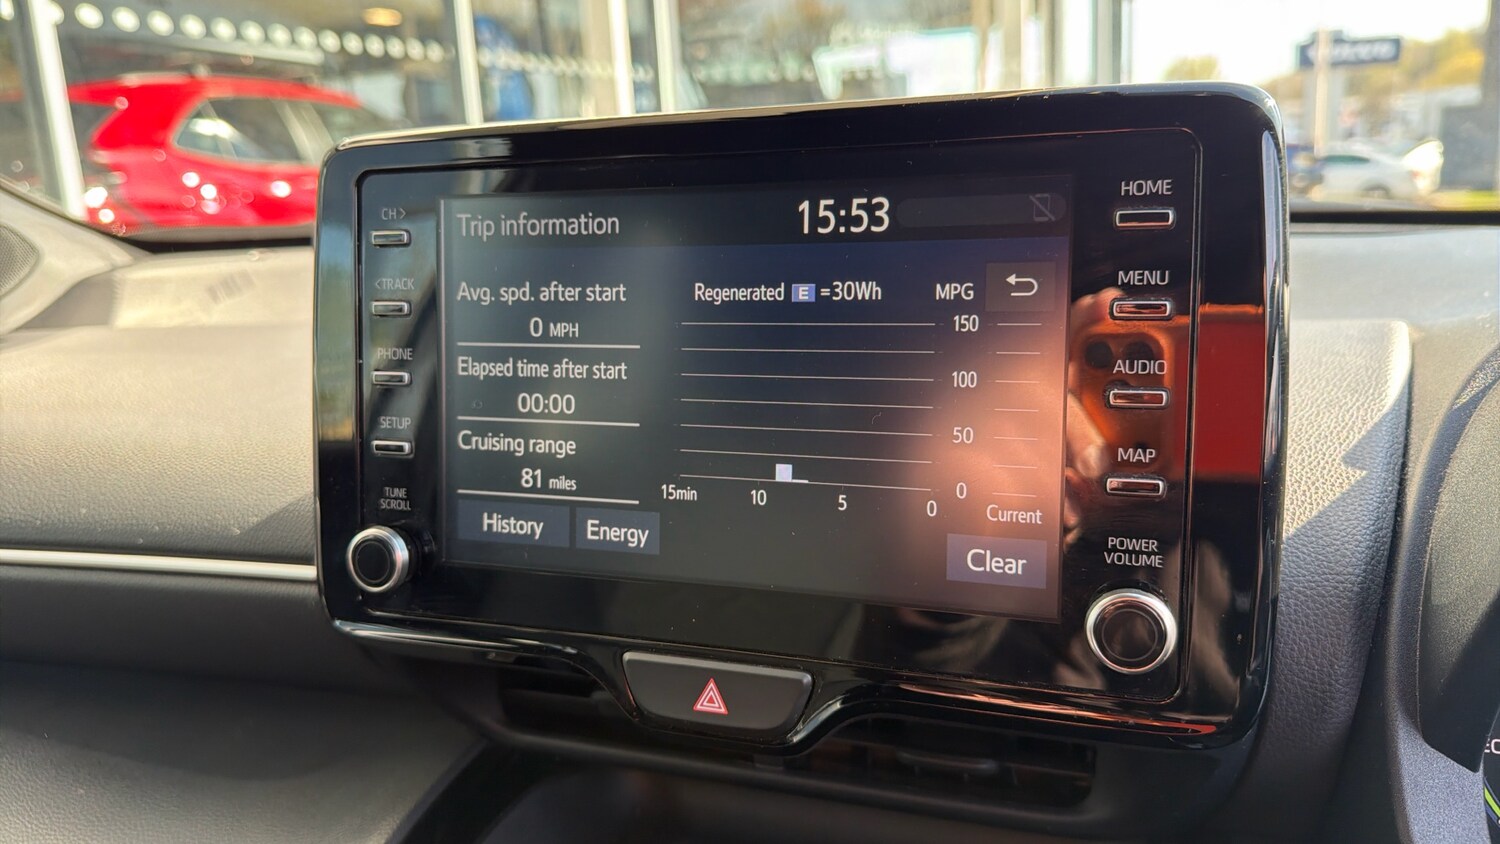 CH >
< TRACK
PHONE
SETUP
TUNE
SCROLL
Trip information
15:53
Avg. spd. after start
0 MPH
Elapsed time after start
00:00
Cruising range
81 miles
History
Energy
Regenerated E =30Wh
MPG
150
100
50
0
15min
10
5
0
Current
Clear
HOME
MENU
AUDIO
MAP
POWER
VOLUME